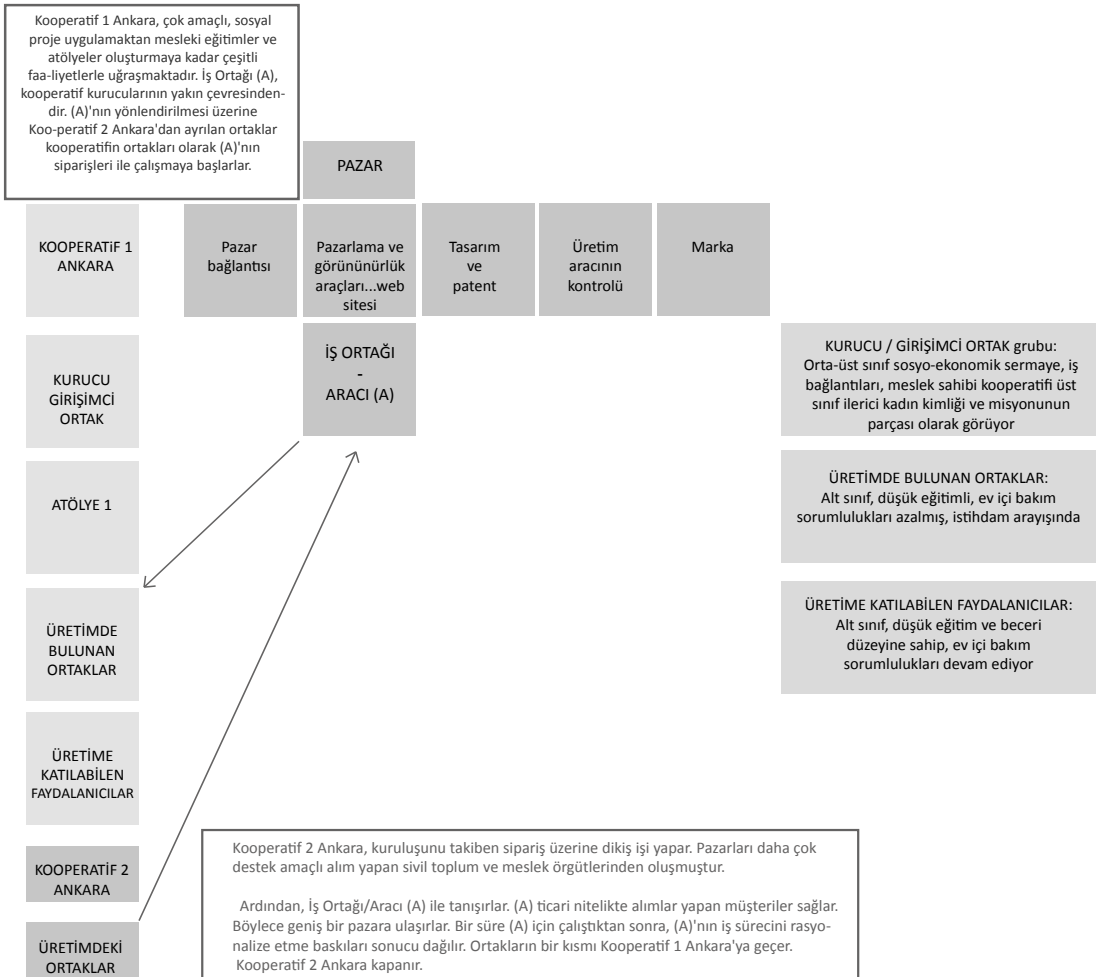 Kooperatif 1 Ankara, çok amaçlı, sosyal
proje uygulamaktan mesleki eğitimler ve
atölyeler oluşturmaya kadar çeşitli
faa-liyetlerle uğraşmaktadır. İş Ortağı (A),
kooperatif kurucularının yakın çevresinden-
dir. (A)'nın yönlendirilmesi üzerine
Koo-peratif 2 Ankara'dan ayrılan ortaklar
kooperatifin ortakları olarak (A)'nın
siparişleri ile çalışmaya başlarlar.
PAZAR
KOOPERATiF 1
ANKARA
Pazar
bağlantısı
Pazarlama ve
görününürlük
araçları...web
sitesi
Tasarım
ve
patent
Üretim
aracının
kontrolü
Marka
KURUCU
GİRİŞİMCİ
ORTAK
İŞ ORTAĞI
-
ARACI (A)
KURUCU / GİRİŞİMCİ ORTAK grubu:
Orta-üst sınıf sosyo-ekonomik sermaye, iş
bağlantıları, meslek sahibi kooperatifi üst
sınıf ilerici kadın kimliği ve misyonunun
parçası olarak görüyor
ATÖLYE 1
ÜRETİMDE BULUNAN ORTAKLAR:
Alt sınıf, düşük eğitimli, ev içi bakım
sorumlulukları azalmış, istihdam arayışında
ÜRETİMDE
BULUNAN
ORTAKLAR
ÜRETİME KATILABİLEN FAYDALANICILAR:
Alt sınıf, düşük eğitim ve beceri
düzeyine sahip, ev içi bakım
sorumlulukları devam ediyor
ÜRETİME
KATILABİLEN
FAYDALANICILAR
KOOPERATİF 2
ANKARA
ÜRETİMDEKİ
ORTAKLAR
Kooperatif 2 Ankara, kuruluşunu takiben sipariş üzerine dikiş işi yapar. Pazarları daha çok
destek amaçlı alım yapan sivil toplum ve meslek örgütlerinden oluşmuştur.
Ardından, İş Ortağı/Aracı (A) ile tanışırlar. (A) ticari nitelikte alımlar yapan müşteriler sağlar.
Böylece geniş bir pazara ulaşırlar. Bir süre (A) için çalıştıktan sonra, (A)'nın iş sürecini rasyo-
nalize etme baskıları sonucu dağılır. Ortakların bir kısmı Kooperatif 1 Ankara'ya geçer.
Kooperatif 2 Ankara kapanır.